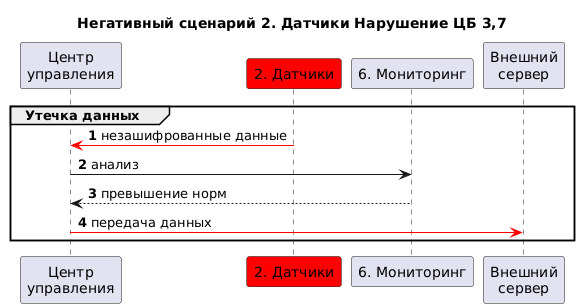 Негативный сценарий 2. Датчики Нарушение ЦБ 3,7
Центр
управления
2. Датчики
6. Мониторинг
Внешний
сервер
Утечка данных
1 незашифрованные данные
2 анализ
3 превышение норм
4 передача данных
Центр
управления
2. Датчики
6. Мониторинг
Внешний
сервер